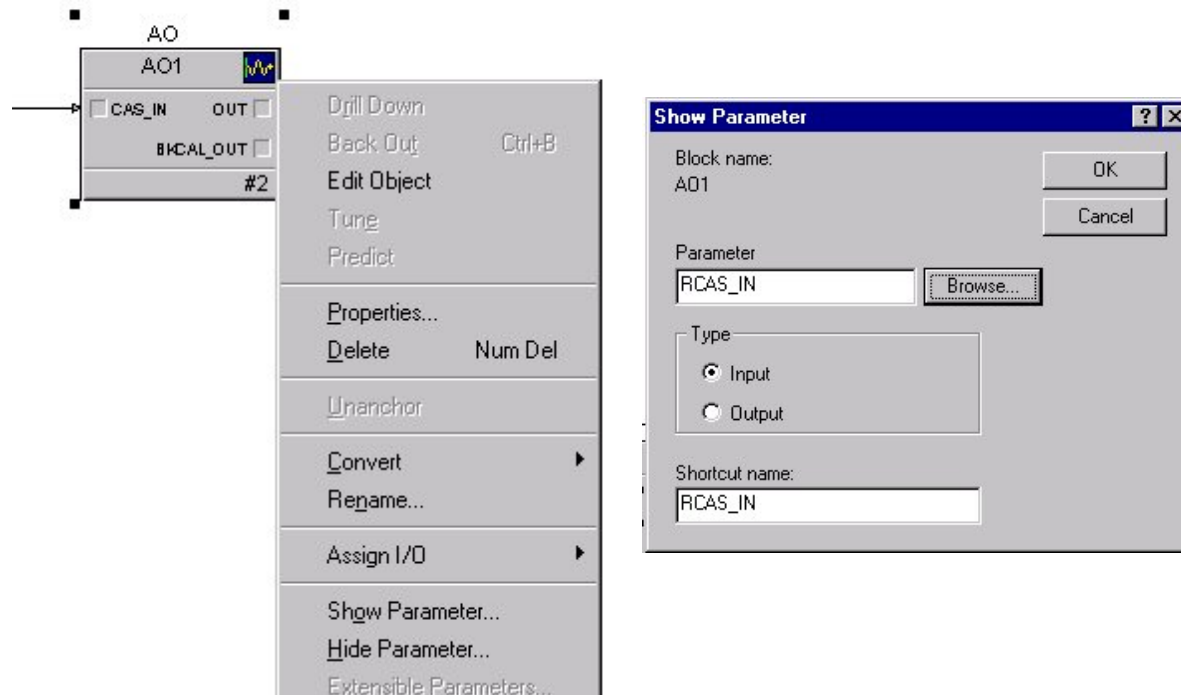 AO
AO1
CAS_IN OUT
BKCAL_OUT
#2
Drill Down
Back Out Ctrl+B
Edit Object
Tune
Predict
Properties...
Delete Num Del
Unanchor
Convert
Rename...
Assign I/O
Show Parameter...
Hide Parameter...
Extensible Parameters...
Show Parameter
Block name:
AO1
OK
Cancel
Parameter
RCAS_IN Browse...
Type
Input
Output
Shortcut name:
RCAS_IN